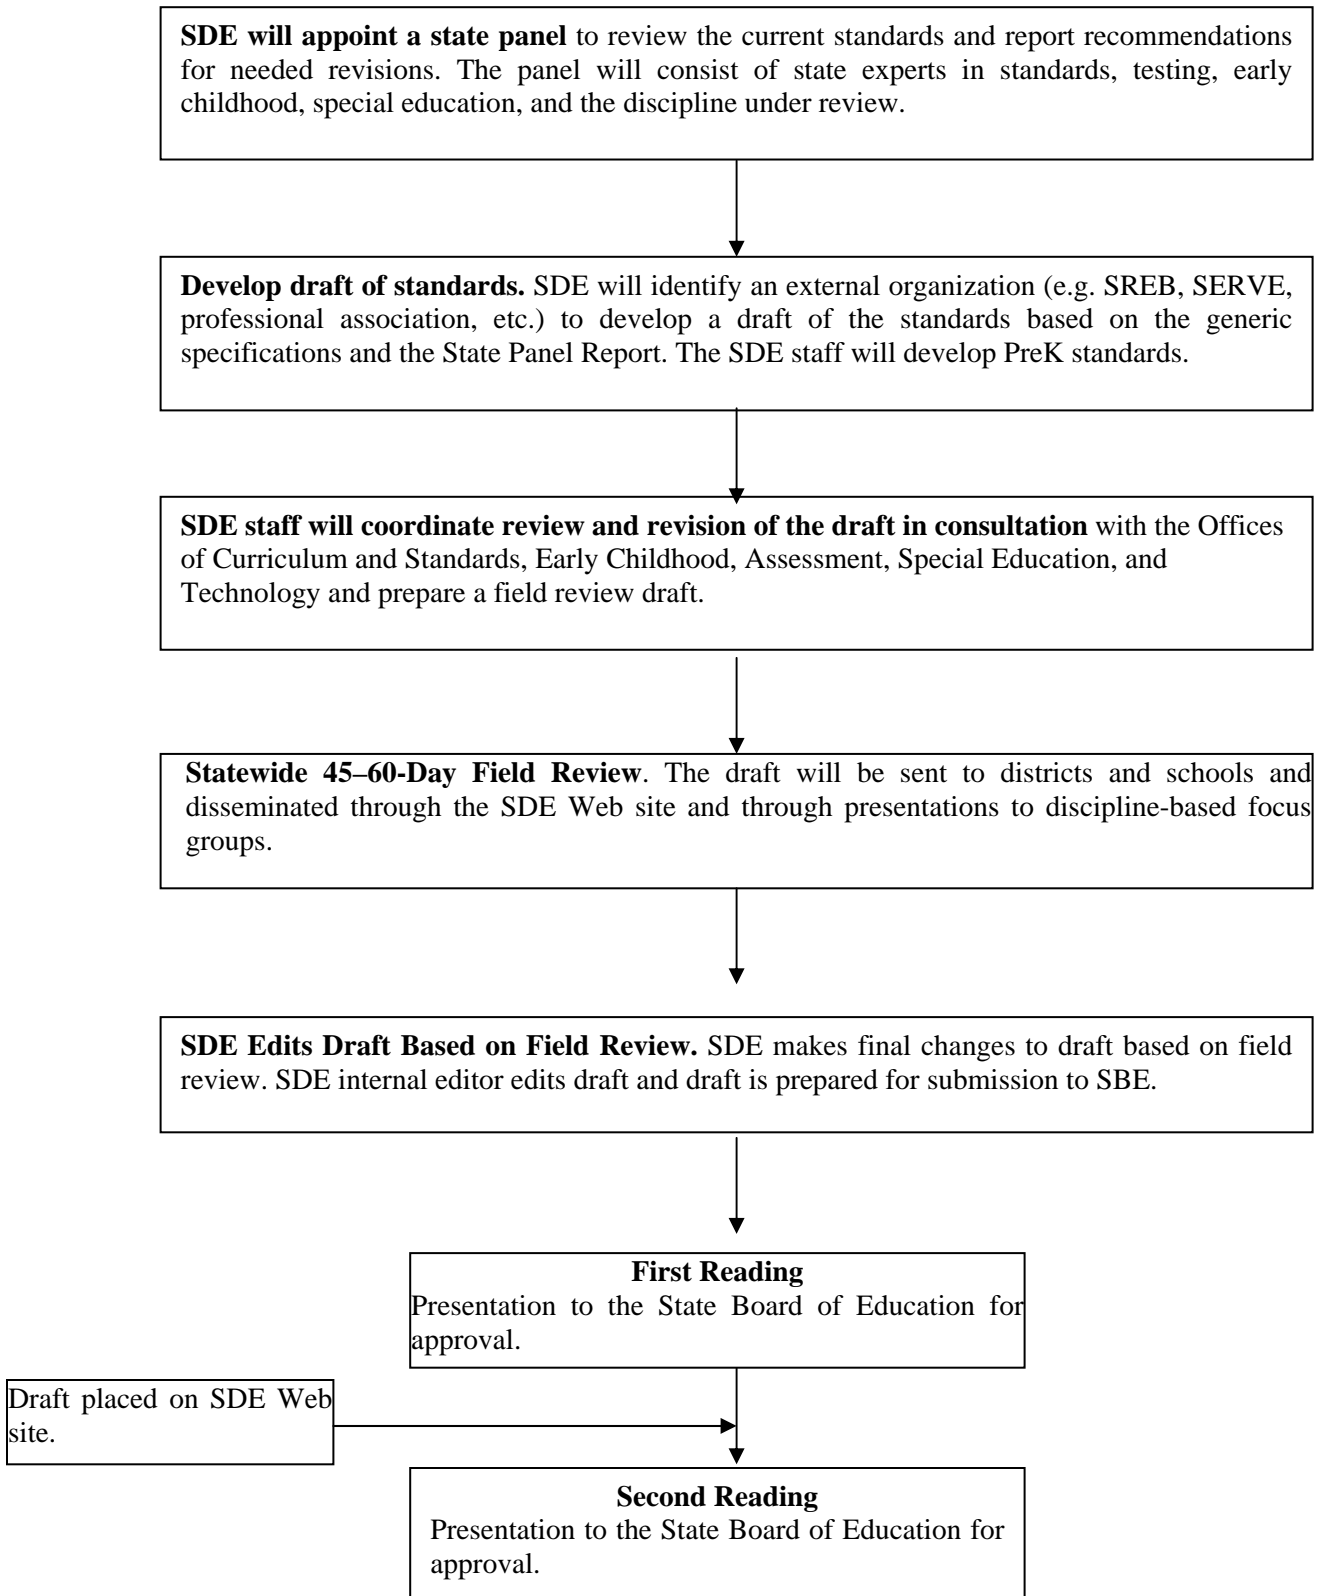 SDE will appoint a state panel to review the current standards and report recommendations
for needed revisions. The panel will consist of state experts in standards, testing, early
childhood, special education, and the discipline under review.
Develop draft of standards. SDE will identify an external organization (e.g. SREB, SERVE,
professional association, etc.) to develop a draft of the standards based on the generic
specifications and the State Panel Report. The SDE staff will develop PreK standards.
SDE staff will coordinate review and revision of the draft in consultation with the Offices
of Curriculum and Standards, Early Childhood, Assessment, Special Education, and
Technology and prepare a field review draft.
Statewide 45–60-Day Field Review. The draft will be sent to districts and schools and
disseminated through the SDE Web site and through presentations to discipline-based focus
groups.
SDE Edits Draft Based on Field Review. SDE makes final changes to draft based on field
review. SDE internal editor edits draft and draft is prepared for submission to SBE.
First Reading
Presentation to the State Board of Education for
approval.
Draft placed on SDE Web
site.
Second Reading
Presentation to the State Board of Education for
approval.